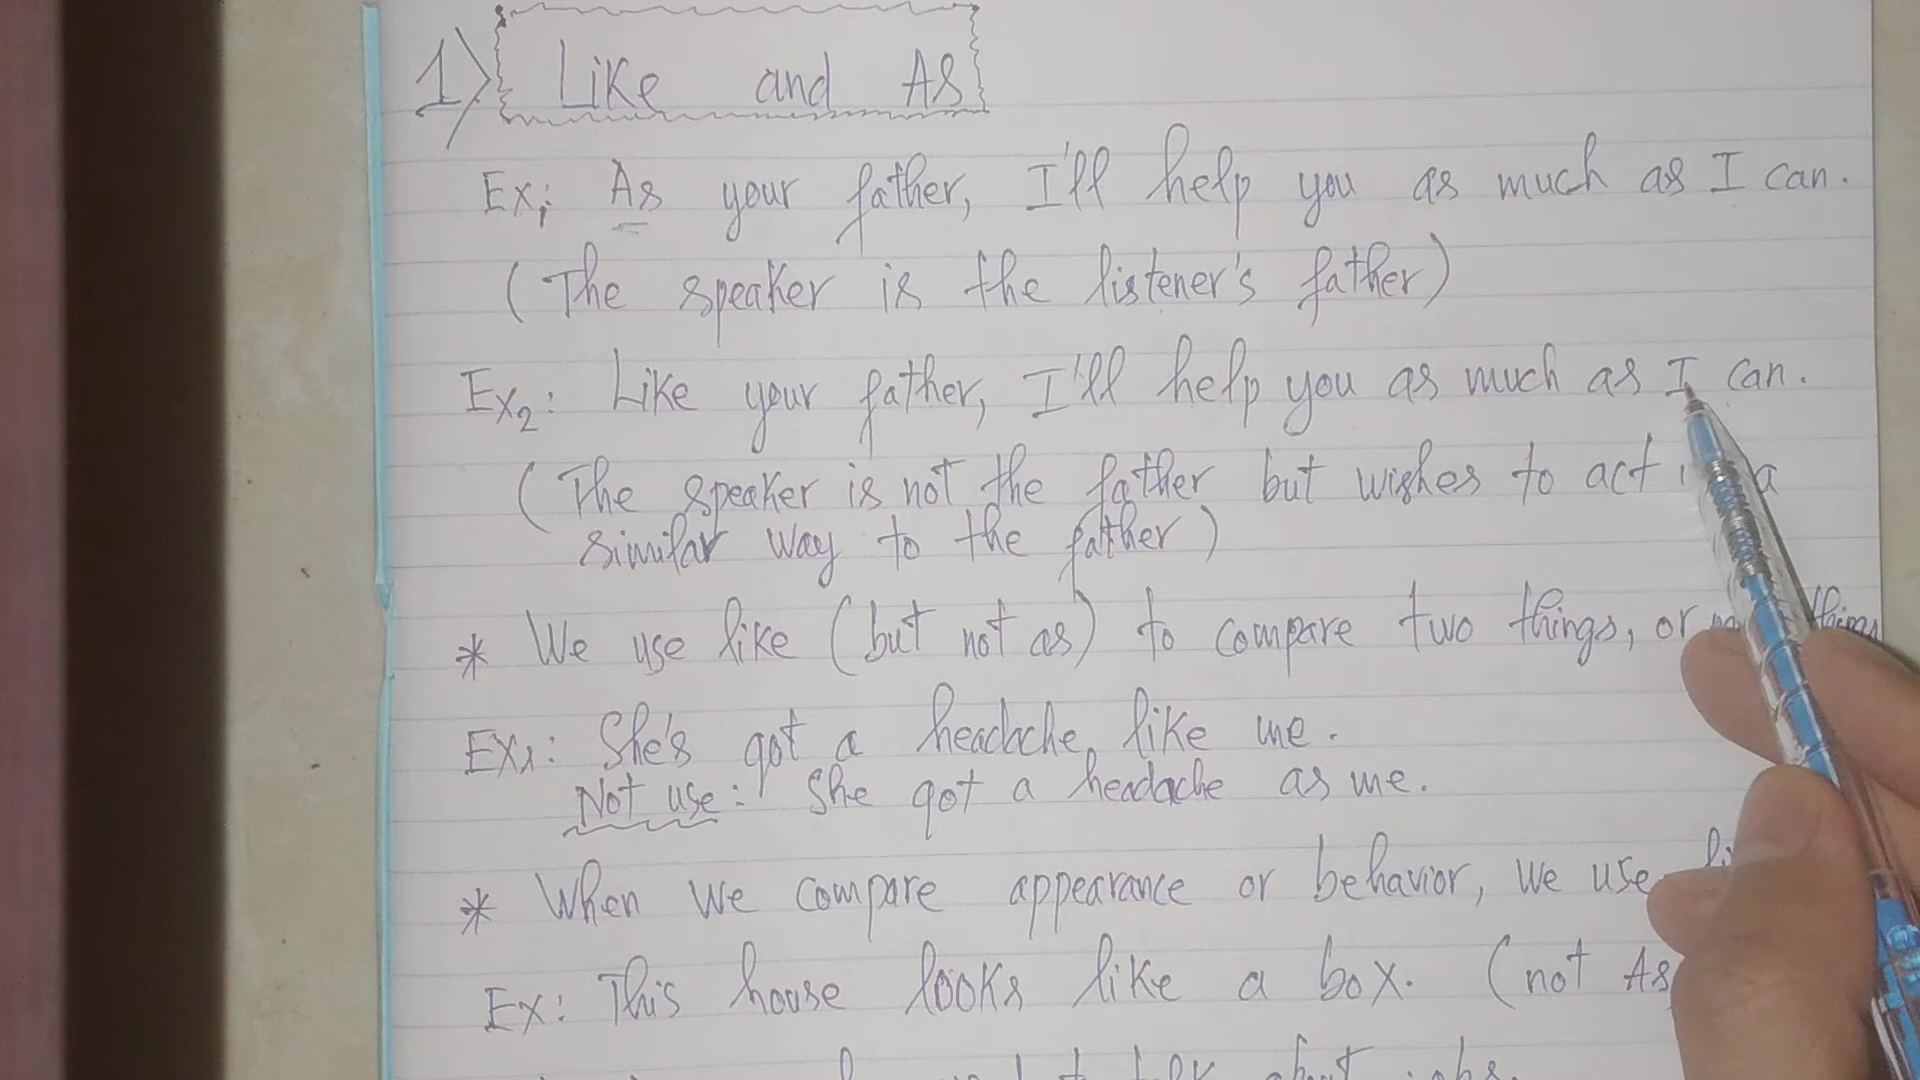 1) Like and As
Ex1: As your father, I'll help you as much as I can.
(The speaker is the listener's father)
Ex2: Like your father, I'll help you as much as I can.
(The speaker is not the father but wishes to act a
similar way to the father)
* We use like (but not as) to compare two things, or things
Ex1: She's got a headache, like me.
Not use: She got a headache as me.
* When we compare appearance or behavior, we use
Ex: This house looks like a box. (not As
about jobs.